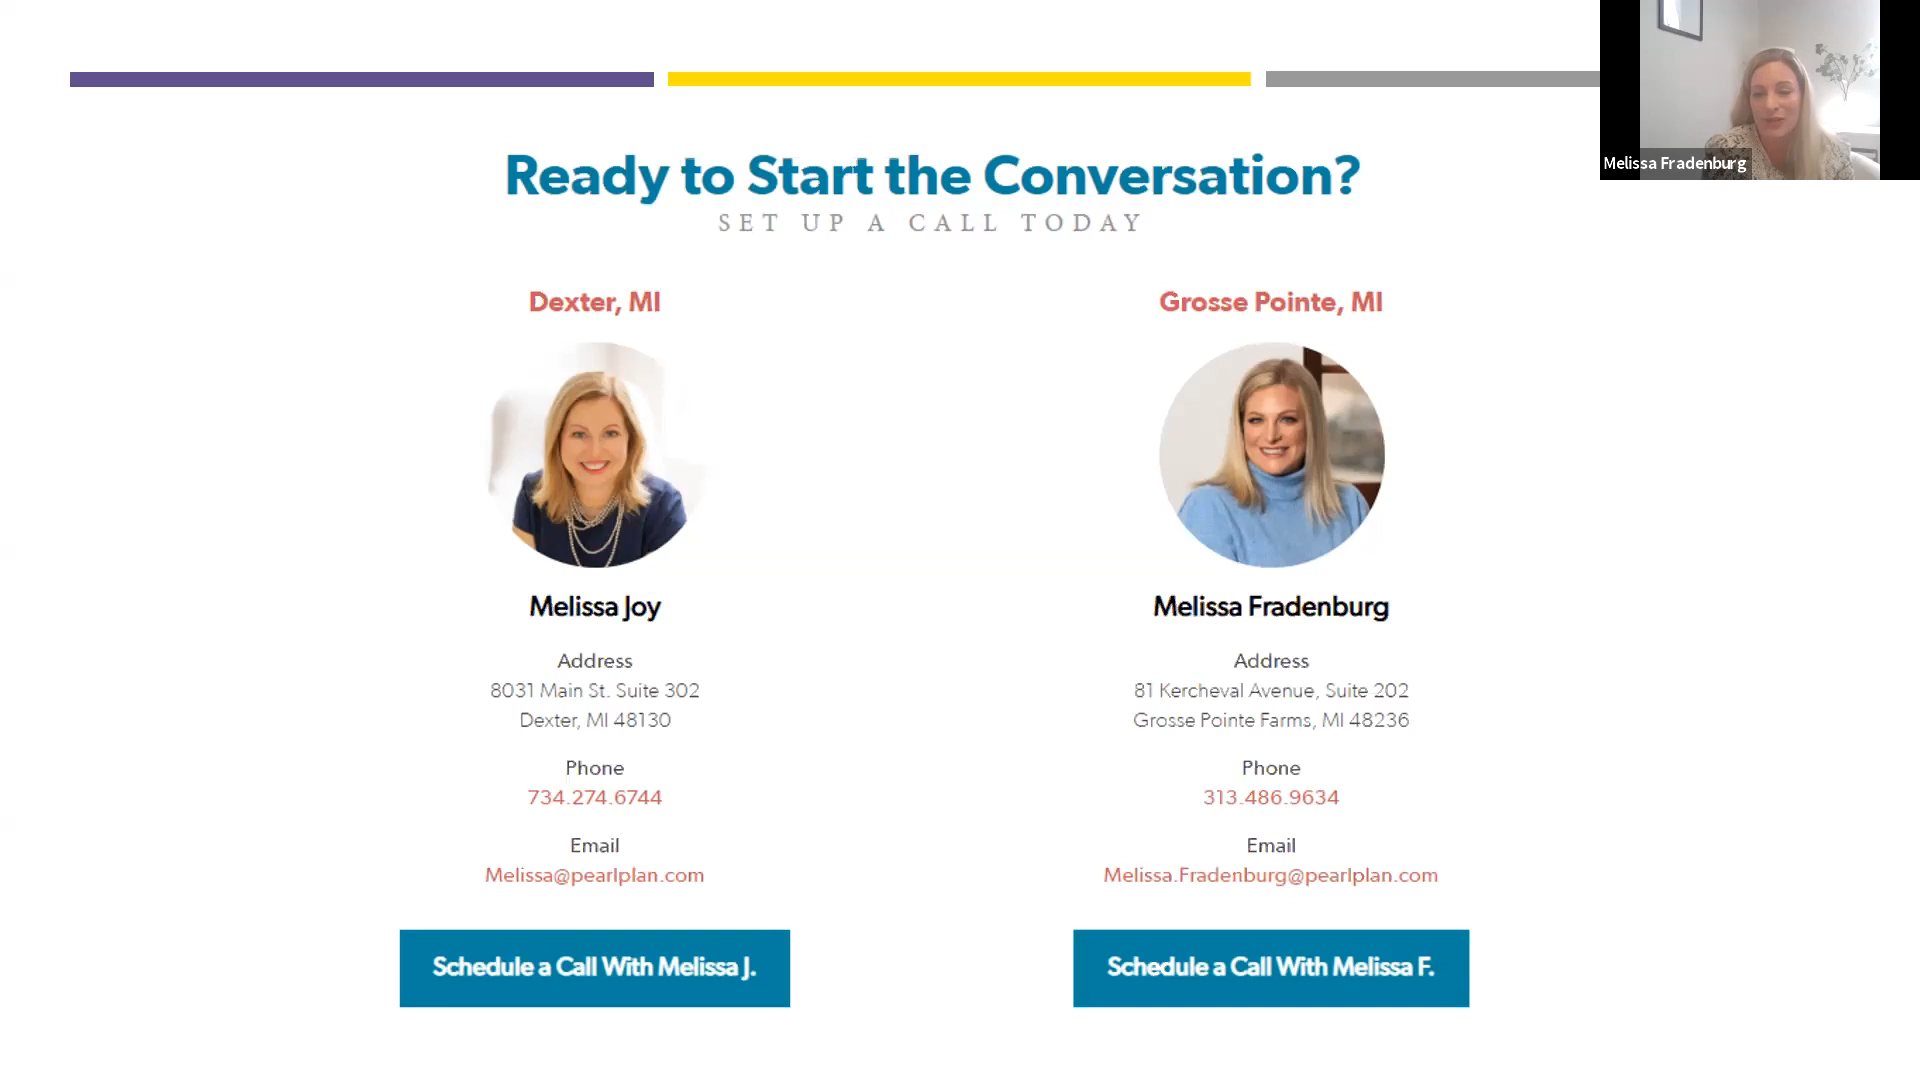 Melissa Fradenburg
Ready to Start the Conversation?
SET UP A CALL TODAY
Dexter, MI
Melissa Joy
Address
8031 Main St. Suite 302
Dexter, MI 48130
Phone
734.274.6744
Email
Melissa@pearlplan.com
Schedule a Call With Melissa J.
Grosse Pointe, MI
Melissa Fradenburg
Address
81 Kercheval Avenue, Suite 202
Grosse Pointe Farms, MI 48236
Phone
313.486.9634
Email
Melissa.Fradenburg@pearlplan.com
Schedule a Call With Melissa F.